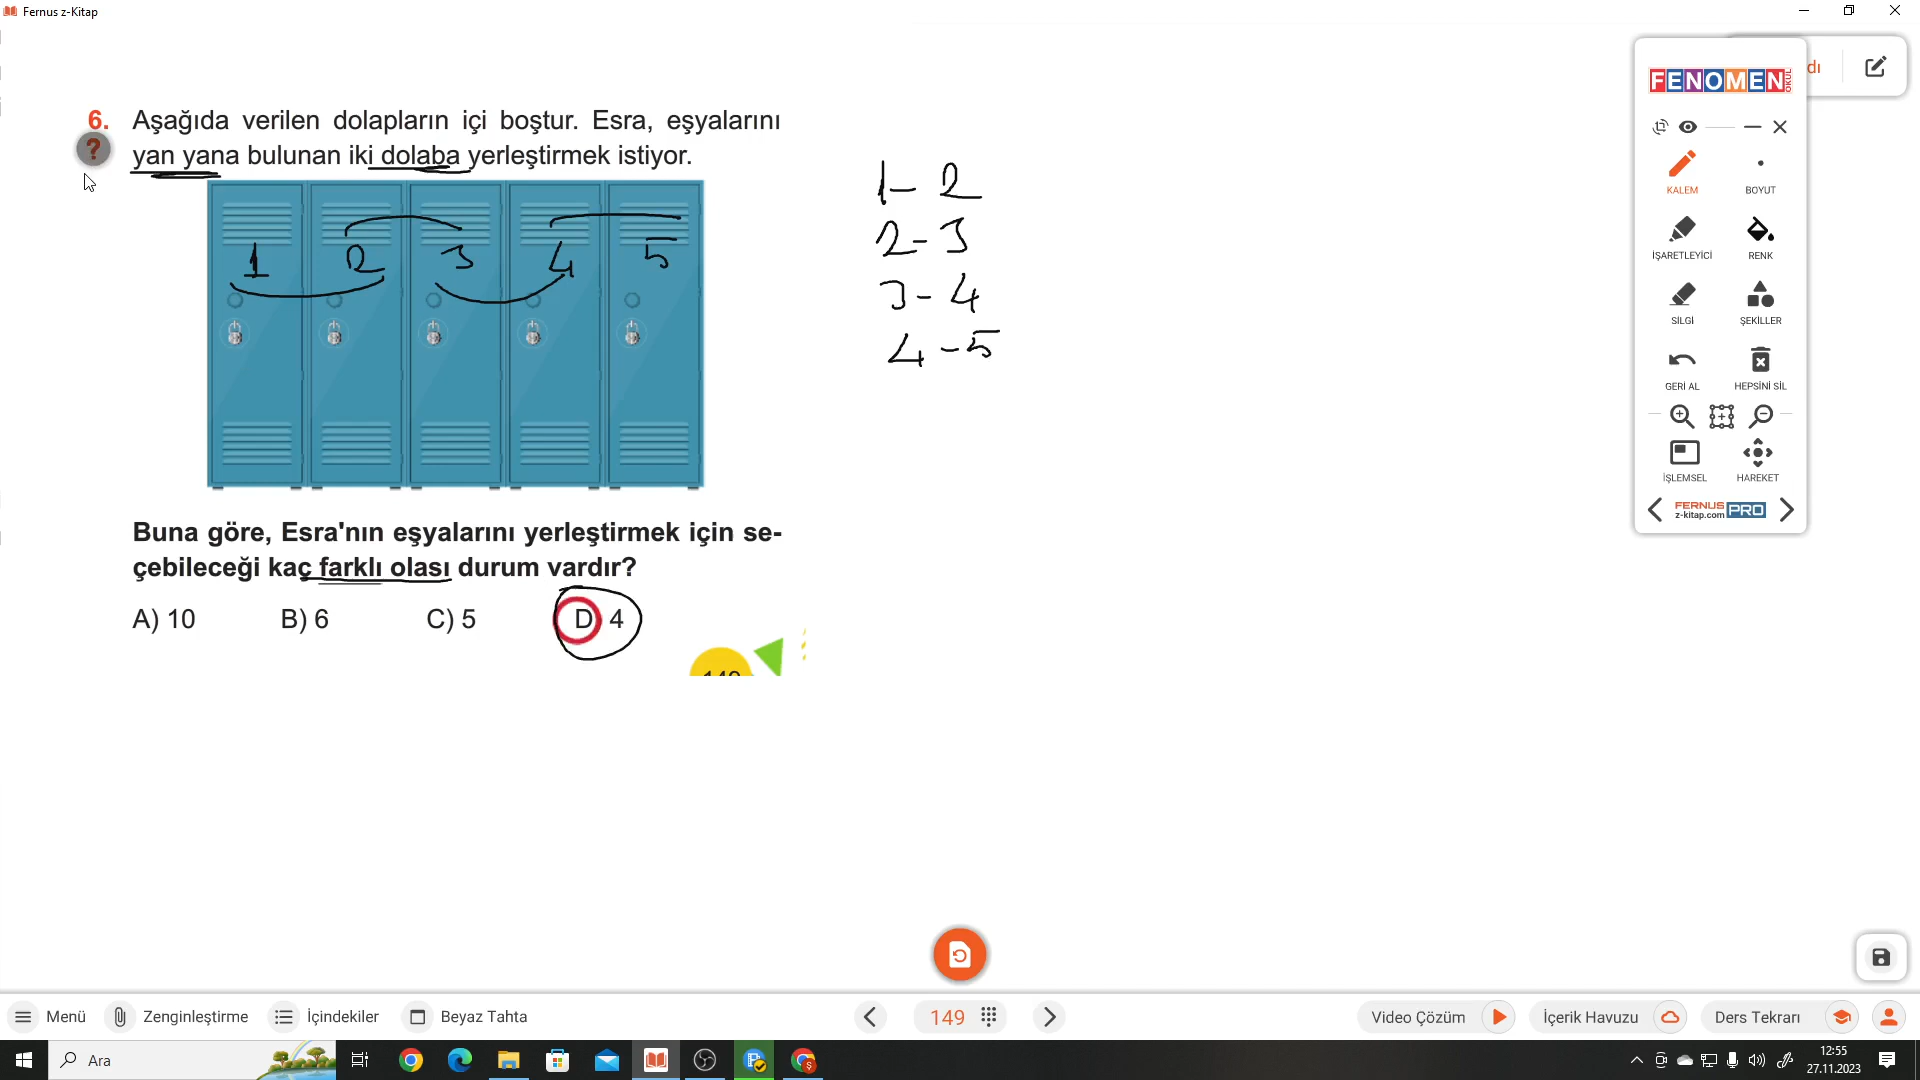 Fernus z-Kitap
6. Aşağıda verilen dolapların içi boştur. Esra, eşyalarını
? yan yana bulunan iki dolaba yerleştirmek istiyor.
1 2 3 4 5
1 - 2
2 - 3
3 - 4
4 - 5
Buna göre, Esra'nın eşyalarını yerleştirmek için se-
çebileceği kaç farklı olası durum vardır?
A) 10 B) 6 C) 5 D 4
FENOMEN OKUL
dı
KALEM BOYUT
İŞARETLEYİCİ RENK
SİLGİ ŞEKİLLER
GERİ AL HEPSİNİ SİL
İŞLEMSEL HAREKET
FERNUS
z-kitap.com PRO
Menü Zenginleştirme İçindekiler Beyaz Tahta 149 Video Çözüm İçerik Havuzu Ders Tekrarı
Ara
12:55
27.11.2023